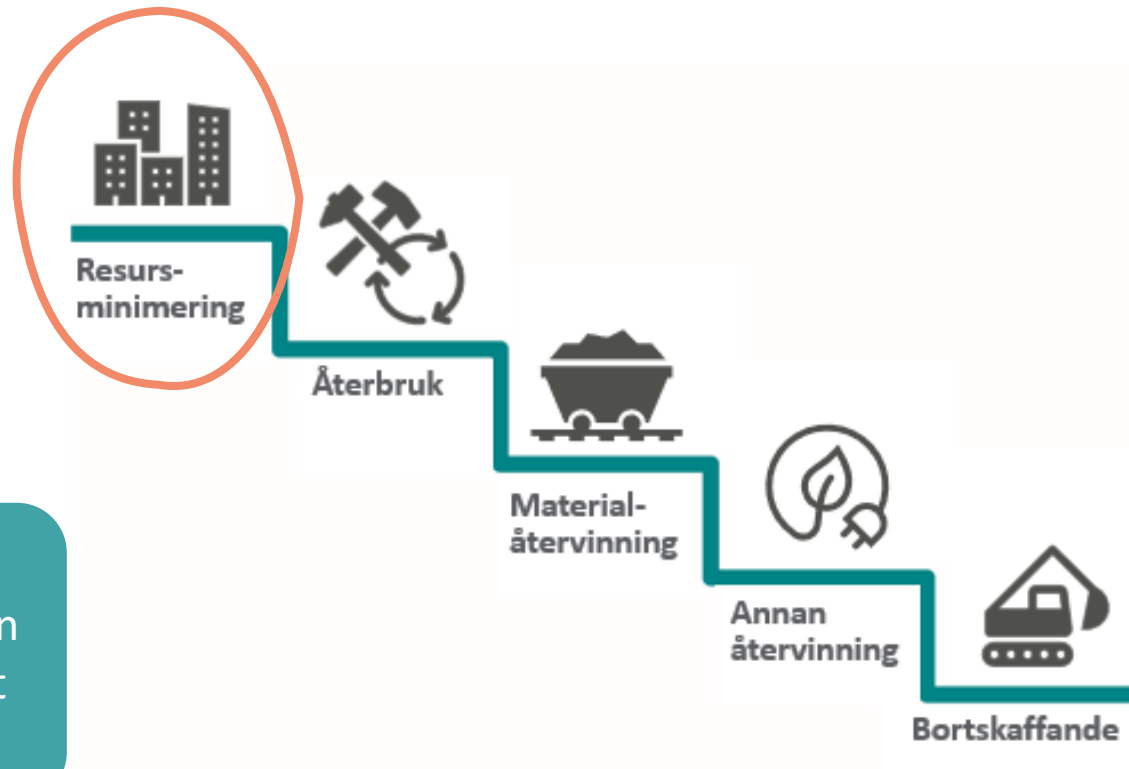 Resurs-
minimering
Återbruk
Material-
återvinning
Annan
återvinning
Bortskaffande